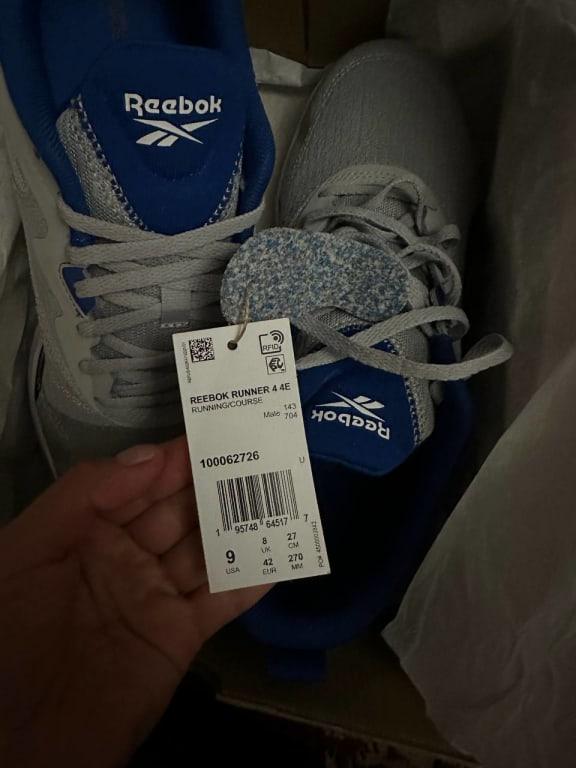 Reebok
RFID
REEBOK RUNNER 4 4E
RUNNING/COURSE
Male 143
704
100062726 U
1 95748 64517 7
9 8 27
USA UK CM
42 270
EUR MM
Reebok